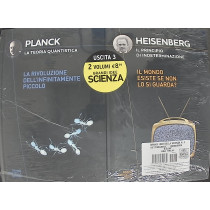 PLANCK
LA TEORIA QUANTISTICA
LA RIVOLUZIONE
DELL'INFINITAMENTE
PICCOLO
USCITA 3
2 VOLUMI €8,99
GRANDI IDEE
SCIENZA
HEISENBERG
IL PRINCIPIO
DI INDETERMINAZIONE
IL MONDO
ESISTE SE NON
LO SI GUARDA?